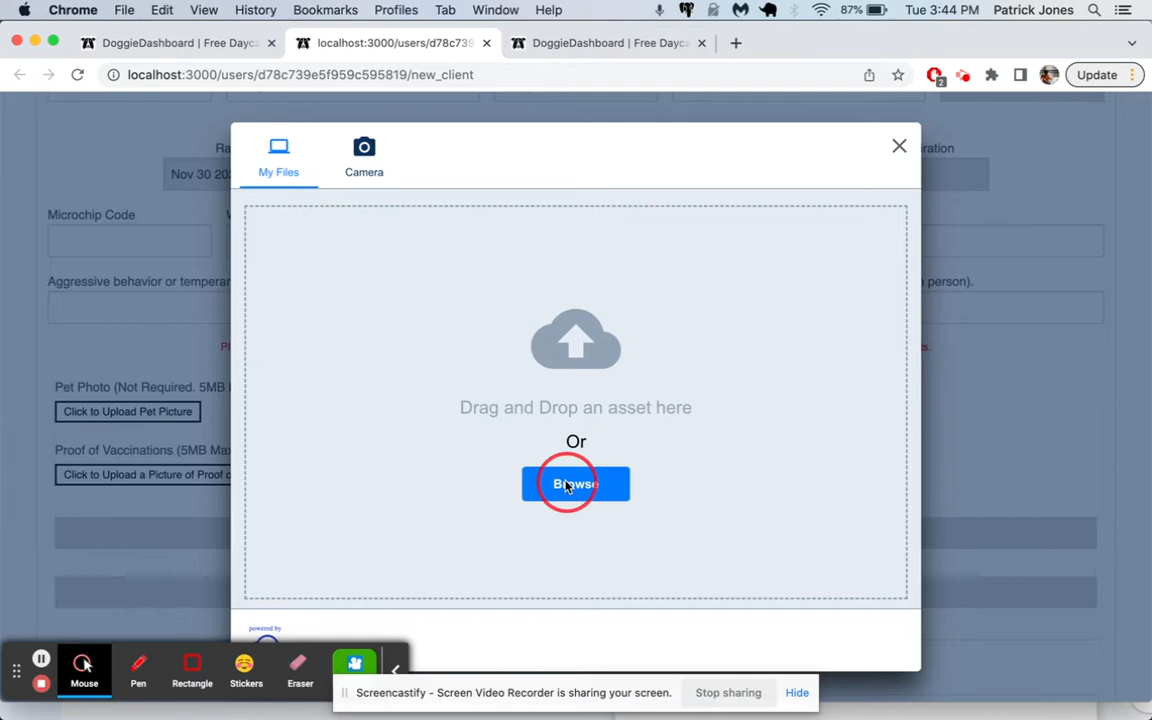 Chrome File Edit View History Bookmarks Profiles Tab Window Help 87% Tue 3:44 PM Patrick Jones
DoggieDashboard | Free Dayca
localhost:3000/users/d78c739
DoggieDashboard | Free Dayca
localhost:3000/users/d78c739e5f959c595819/new_client
2
Update
My Files
Camera
Nov 30
Microchip Code
Aggressive behavior or
person).
Pet Photo (Not Required. 5MB
Click to Upload Pet Picture
Proof of Vaccinations (5MB
Click to Upload a Picture of Proof
Drag and Drop an asset here
Or
Browse
powered by
Mouse
Pen
Rectangle
Stickers
Eraser
Screencastify - Screen Video Recorder is sharing your screen.
Stop sharing
Hide